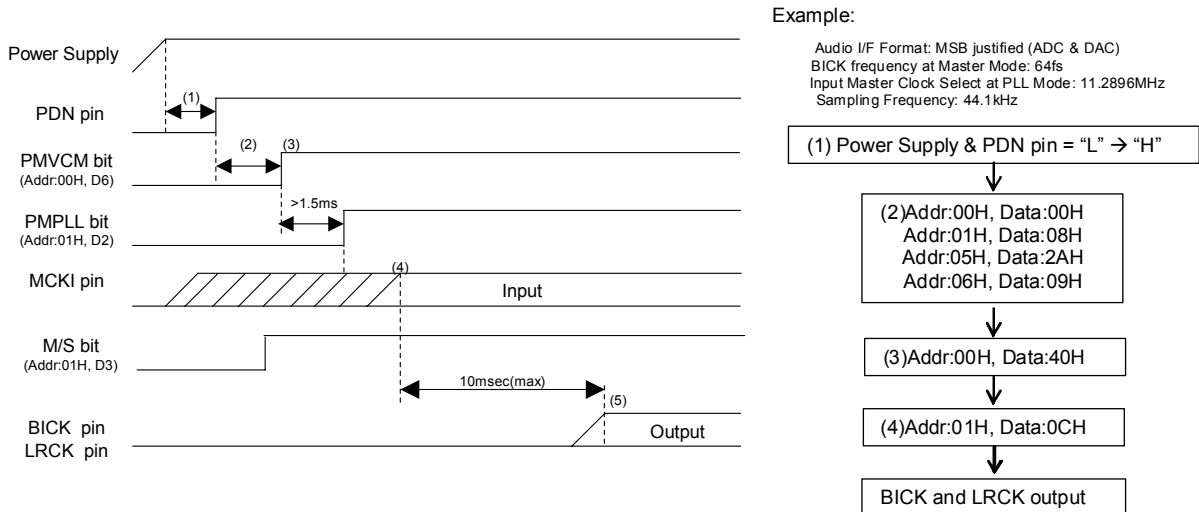 Power Supply
(1)
PDN pin
(2)
(3)
PMVCM bit
(Addr:00H, D6)
>1.5ms
PMPLL bit
(Addr:01H, D2)
(4)
MCKI pin
Input
M/S bit
(Addr:01H, D3)
10msec(max)
(5)
BICK pin
LRCK pin
Output
Example:
Audio I/F Format: MSB justified (ADC & DAC)
BICK frequency at Master Mode: 64fs
Input Master Clock Select at PLL Mode: 11.2896MHz
Sampling Frequency: 44.1kHz
(1) Power Supply & PDN pin = “L” → “H”
(2)Addr:00H, Data:00H
Addr:01H, Data:08H
Addr:05H, Data:2AH
Addr:06H, Data:09H
(3)Addr:00H, Data:40H
(4)Addr:01H, Data:0CH
BICK and LRCK output